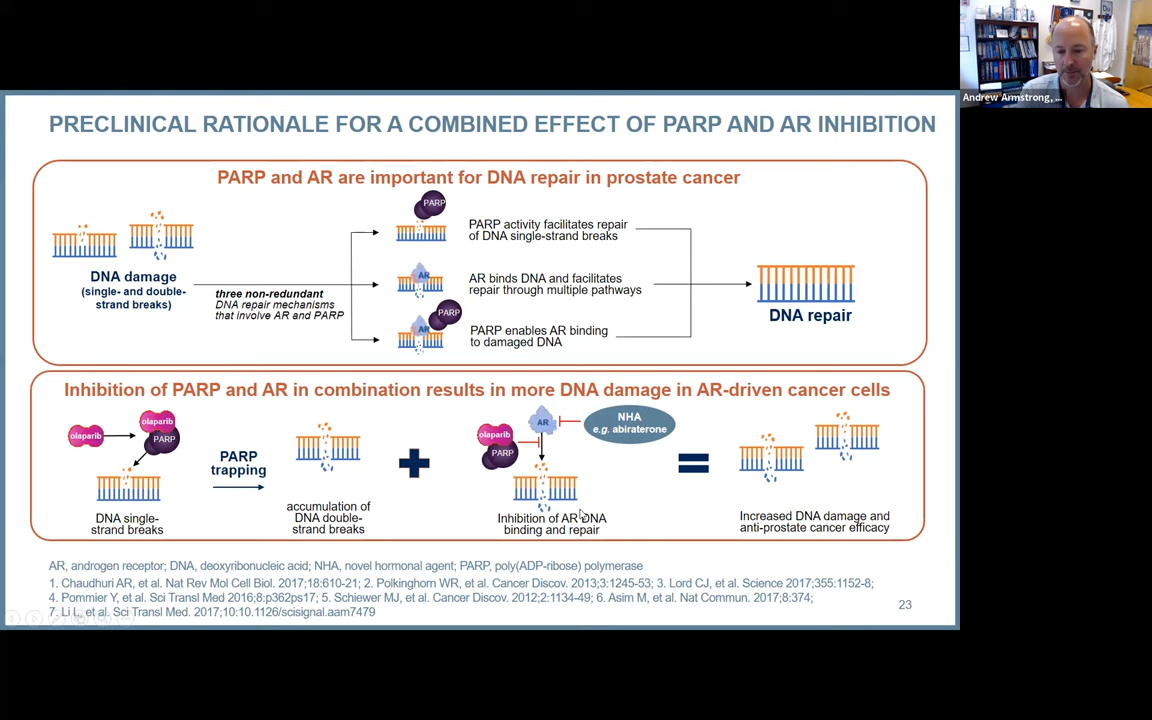 Andrew Armstrong, ...
PRECLINICAL RATIONALE FOR A COMBINED EFFECT OF PARP AND AR INHIBITION
PARP and AR are important for DNA repair in prostate cancer
DNA damage
(single- and double-
strand breaks)
three non-redundant
DNA repair mechanisms
that involve AR and PARP
PARP
PARP activity facilitates repair
of DNA single-strand breaks
AR
AR binds DNA and facilitates
repair through multiple pathways
AR
PARP
PARP enables AR binding
to damaged DNA
DNA repair
Inhibition of PARP and AR in combination results in more DNA damage in AR-driven cancer cells
olaparib
olaparib
PARP
DNA single-
strand breaks
PARP
trapping
accumulation of
DNA double-
strand breaks
olaparib
PARP
AR
NHA
e.g. abiraterone
Inhibition of AR DNA
binding and repair
Increased DNA damage and
anti-prostate cancer efficacy
AR, androgen receptor; DNA, deoxyribonucleic acid; NHA, novel hormonal agent; PARP, poly(ADP-ribose) polymerase
1. Chaudhuri AR, et al. Nat Rev Mol Cell Biol. 2017;18:610-21; 2. Polkinghorn WR, et al. Cancer Discov. 2013;3:1245-53; 3. Lord CJ, et al. Science 2017;355:1152-8;
4. Pommier Y, et al. Sci Transl Med 2016;8:p362ps17; 5. Schiewer MJ, et al. Cancer Discov. 2012;2:1134-49; 6. Asim M, et al. Nat Commun. 2017;8:374;
7. Li L, et al. Sci Transl Med. 2017;10:10.1126/scisignal.aam7479
23